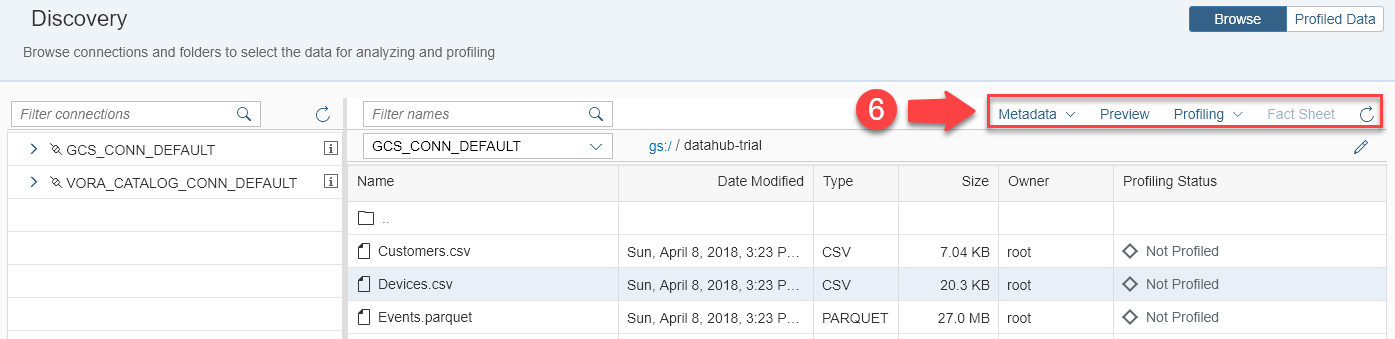 Discovery
Browse Profiled Data
Browse connections and folders to select the data for analyzing and profiling
Filter connections
Filter names
6
Metadata Preview Profiling Fact Sheet
GCS_CONN_DEFAULT
VORA_CATALOG_CONN_DEFAULT
GCS_CONN_DEFAULT gs:/ / datahub-trial
Name Date Modified Type Size Owner Profiling Status
..
Customers.csv Sun, April 8, 2018, 3:23 P... CSV 7.04 KB root Not Profiled
Devices.csv Sun, April 8, 2018, 3:23 P... CSV 20.3 KB root Not Profiled
Events.parquet Sun, April 8, 2018, 3:23 P... PARQUET 27.0 MB root Not Profiled